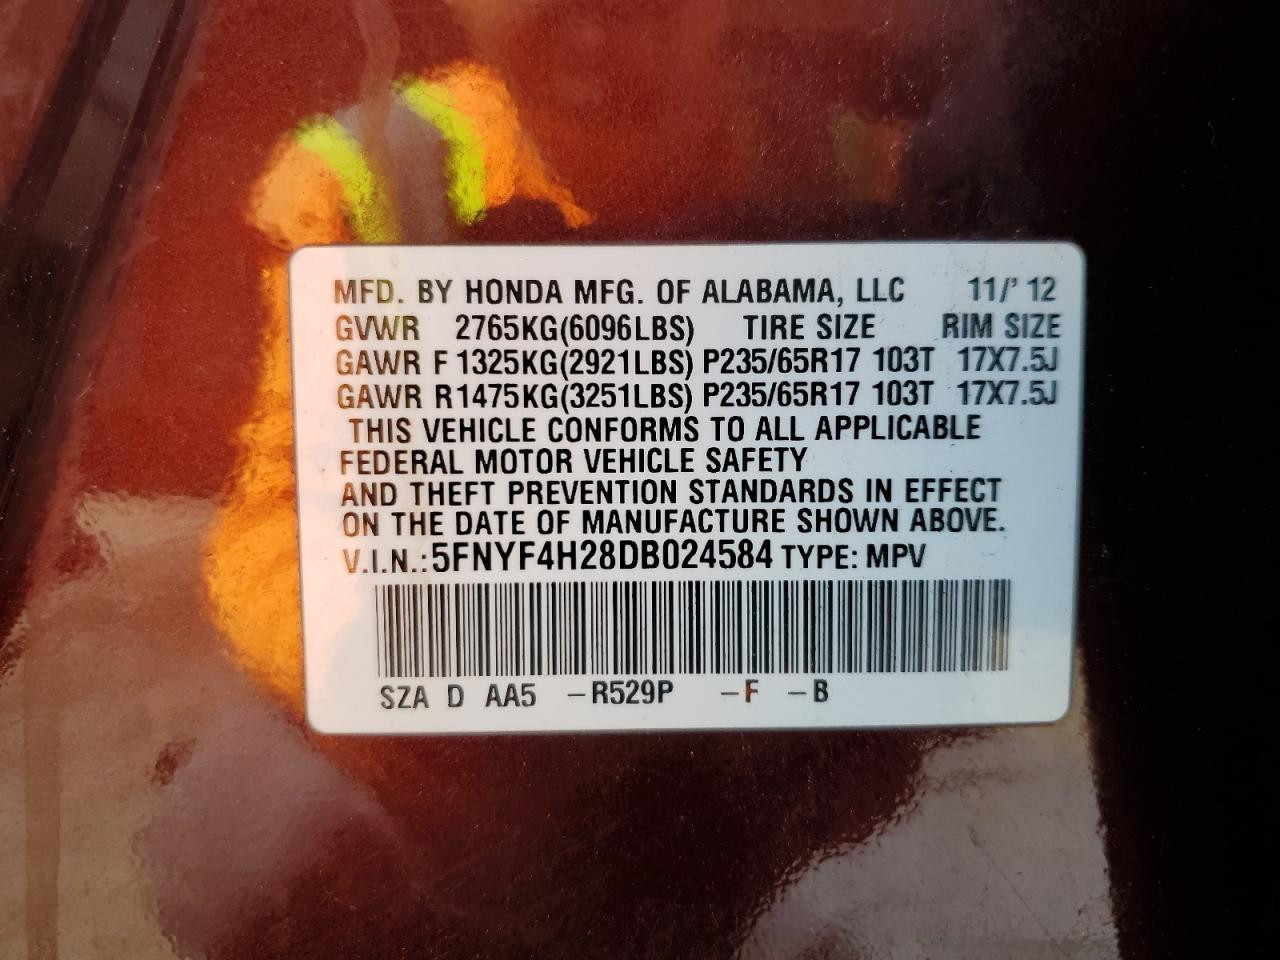 MFD. BY HONDA MFG. OF ALABAMA, LLC 11/' 12
GVWR 2765KG(6096LBS) TIRE SIZE RIM SIZE
GAWR F 1325KG(2921LBS) P235/65R17 103T 17X7.5J
GAWR R1475KG(3251LBS) P235/65R17 103T 17X7.5J
THIS VEHICLE CONFORMS TO ALL APPLICABLE
FEDERAL MOTOR VEHICLE SAFETY
AND THEFT PREVENTION STANDARDS IN EFFECT
ON THE DATE OF MANUFACTURE SHOWN ABOVE.
V.I.N.:5FNYF4H28DB024584 TYPE: MPV
SZA D AA5 –R529P –F –B